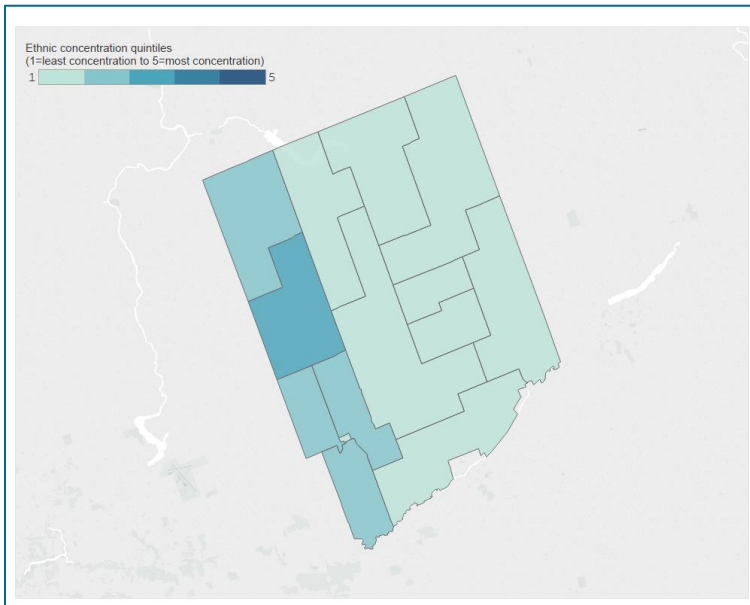 Ethnic concentration quintiles
(1=least concentration to 5=most concentration)
1 5